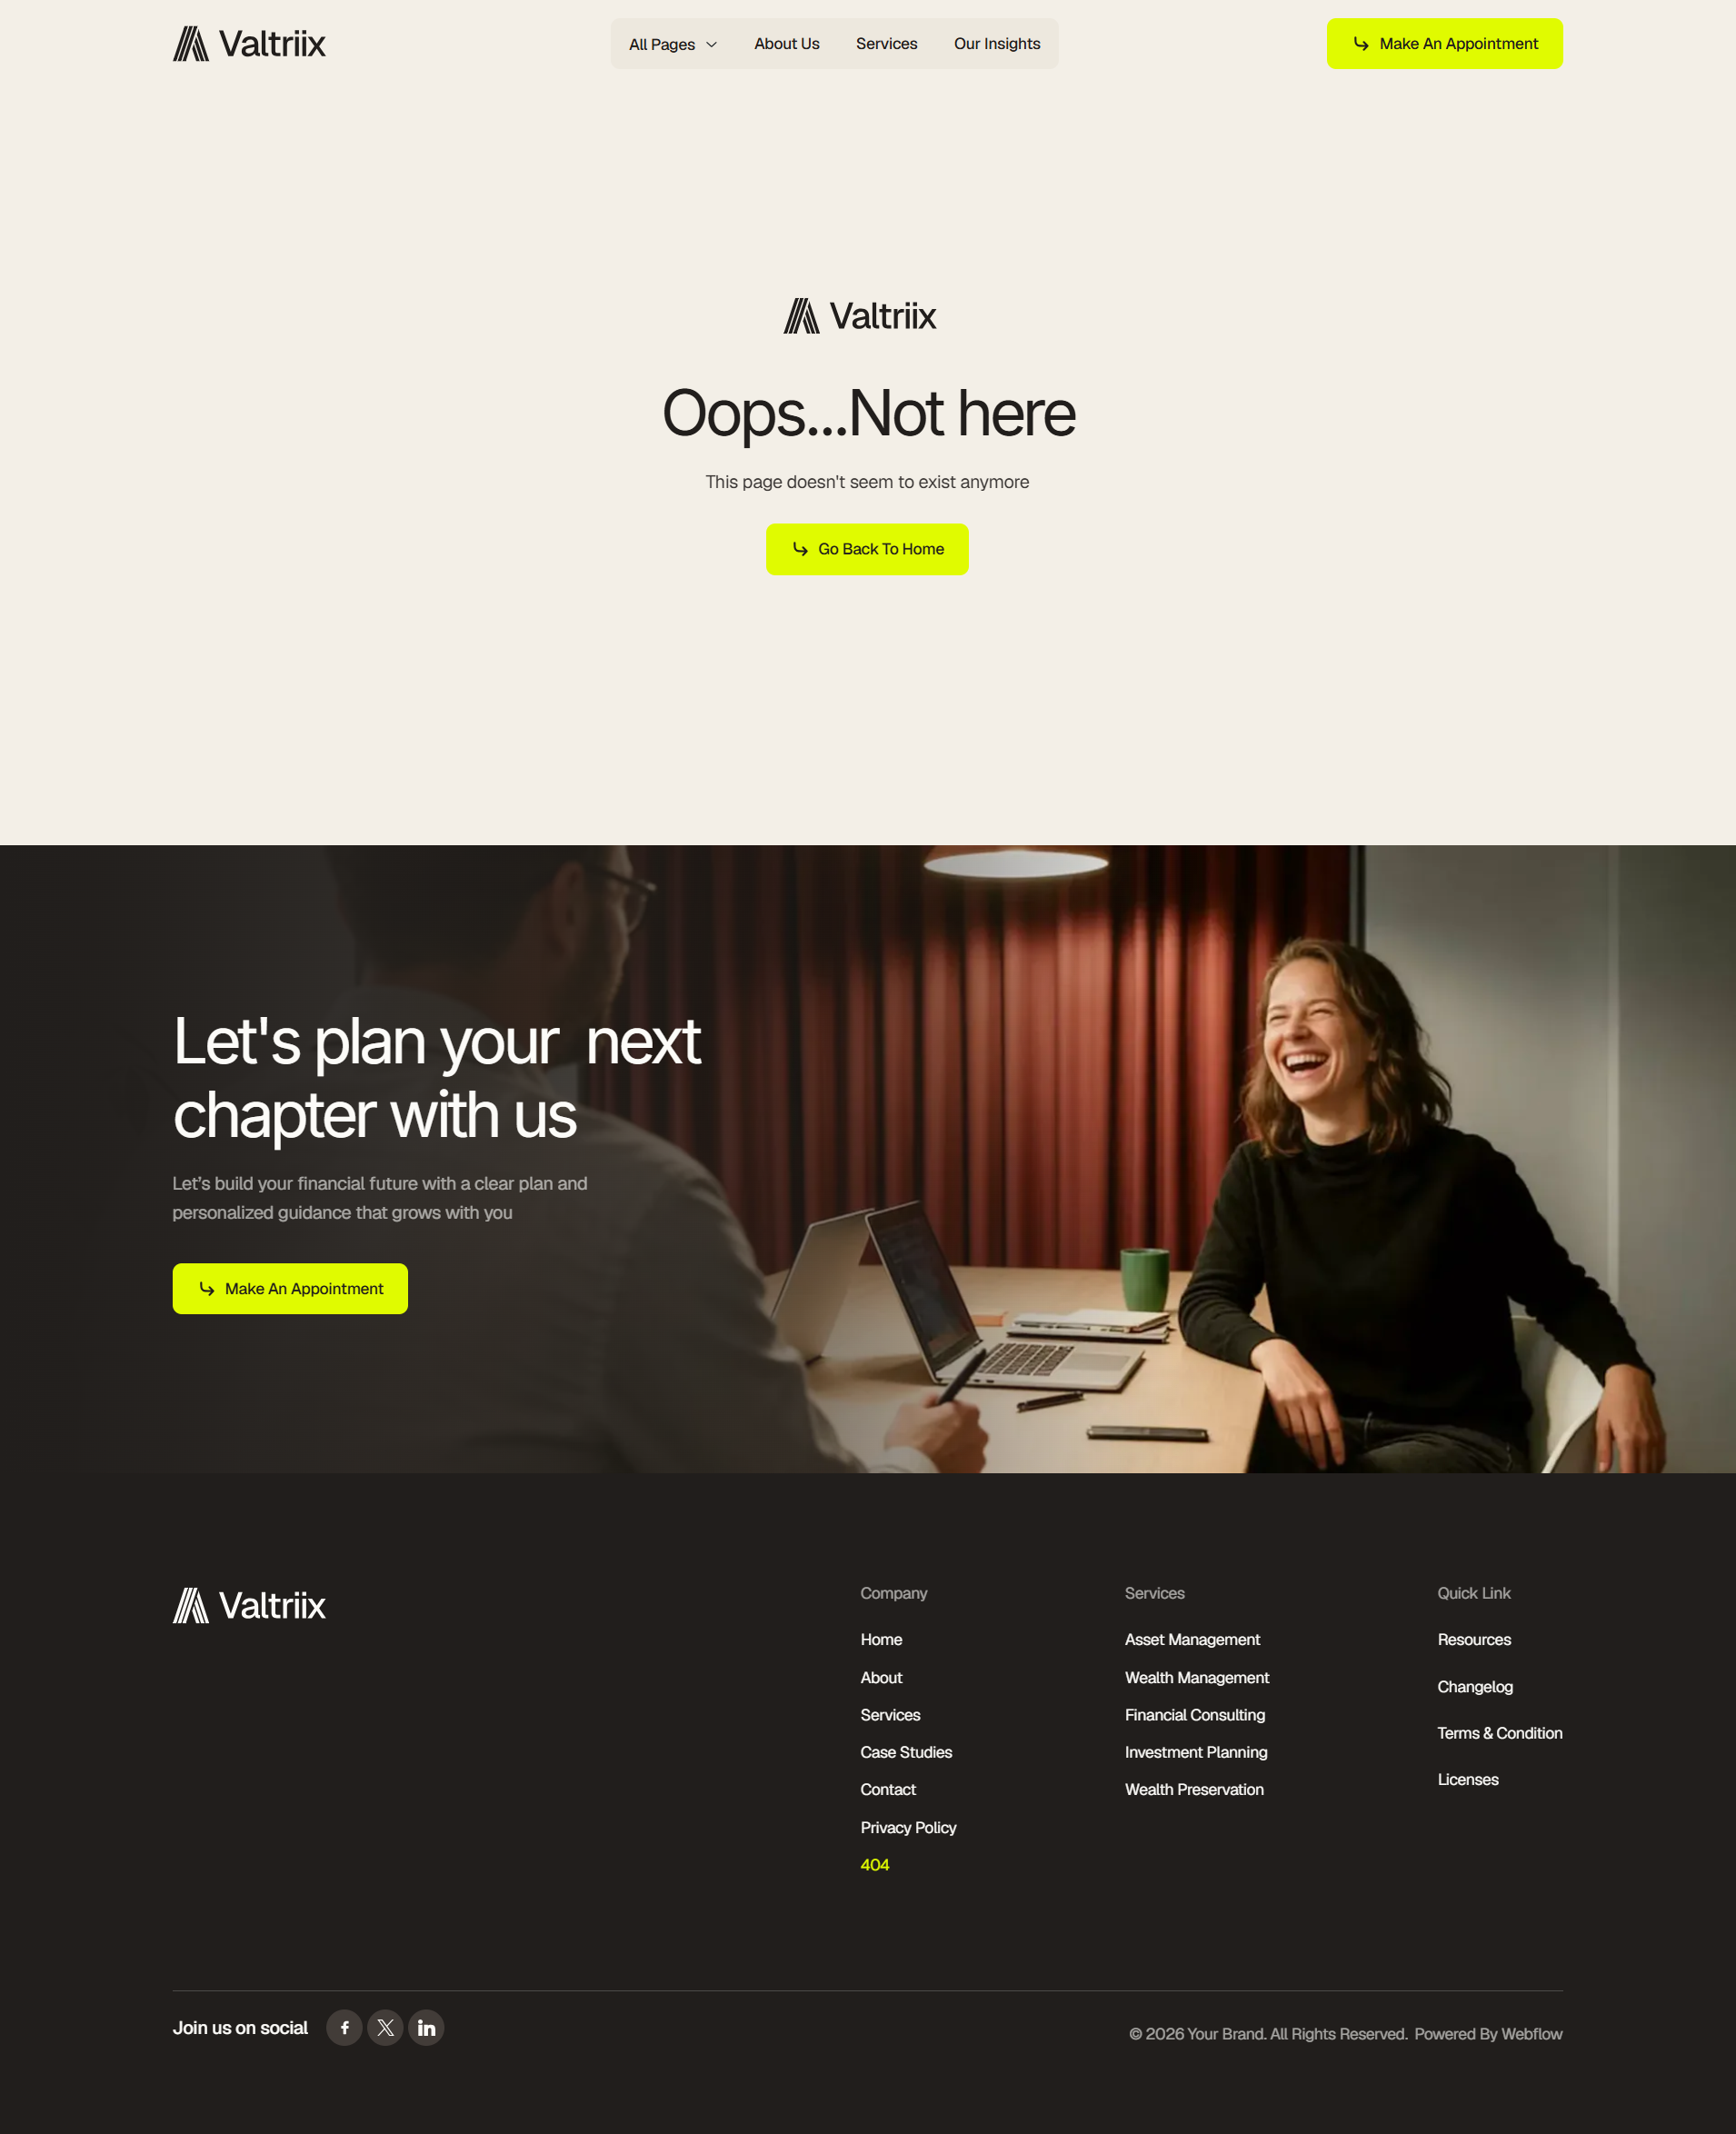 Valtriix
All Pages
About Us
Services
Our Insights
Make An Appointment
Valtriix
Oops...Not here
This page doesn't seem to exist anymore
Go Back To Home
Let's plan your  next
chapter with us
Let's build your financial future with a clear plan and
personalized guidance that grows with you
Make An Appointment
Valtriix
Company
Home
About
Services
Case Studies
Contact
Privacy Policy
404
Services
Asset Management
Wealth Management
Financial Consulting
Investment Planning
Wealth Preservation
Quick Link
Resources
Changelog
Terms & Condition
Licenses
Join us on social
© 2026 Your Brand. All Rights Reserved.  Powered By Webflow